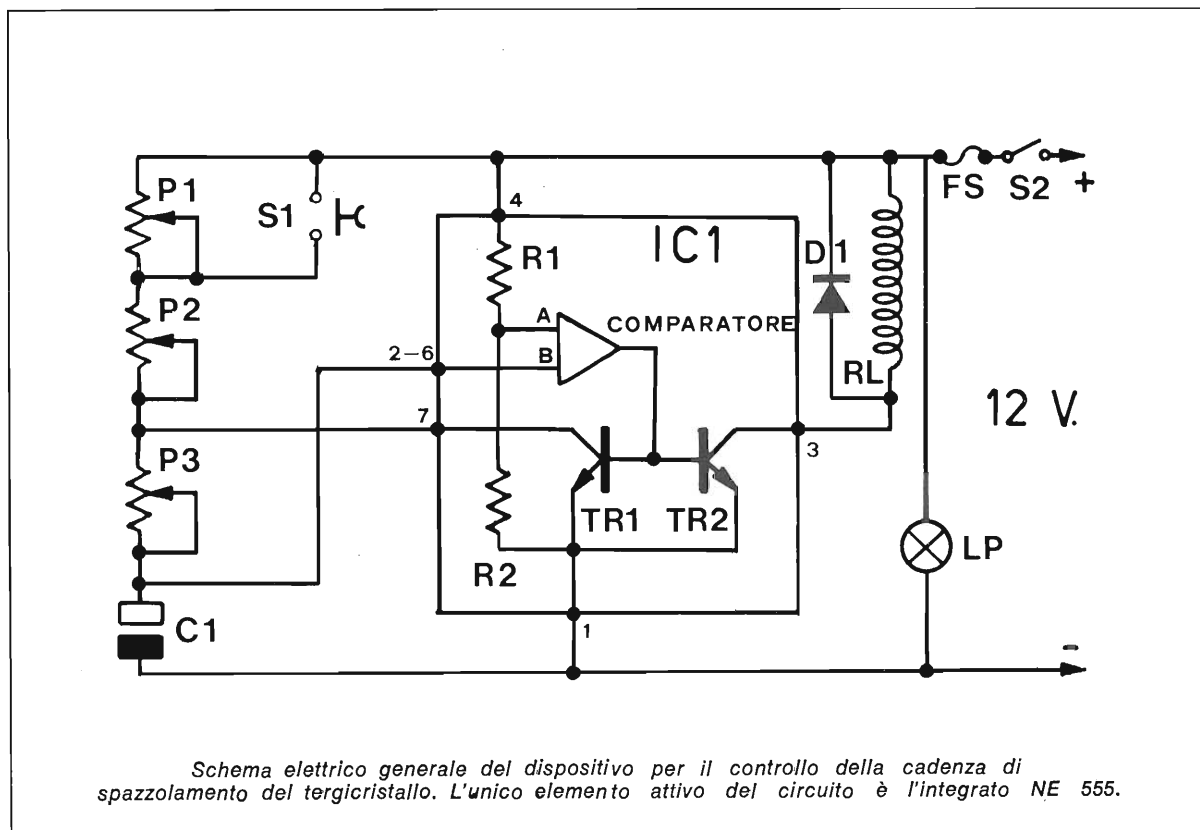 P1
S1
4
FS
S2
+
R1
IC1
D1
P2
A
COMPARATORE
2-6
B
RL
12 V.
7
3
P3
TR1
TR2
LP
R2
C1
1
-
Schema elettrico generale del dispositivo per il controllo della cadenza di
spazzolamento del tergicristallo. L'unico elemento attivo del circuito è l'integrato NE 555.